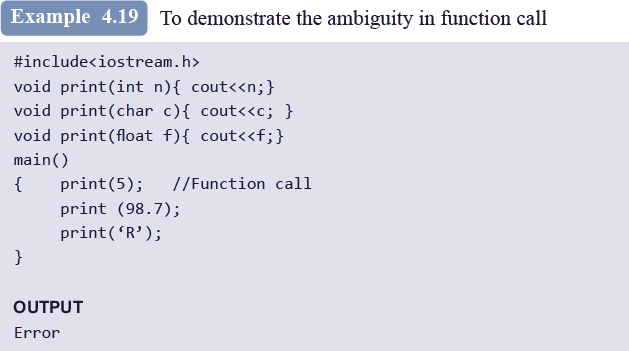 Example 4.19 To demonstrate the ambiguity in function call
#include<iostream.h>
void print(int n){ cout<<n;}
void print(char c){ cout<<c; }
void print(float f){ cout<<f;}
main()
{ print(5); //Function call
print (98.7);
print(‘R’);
}
OUTPUT
Error